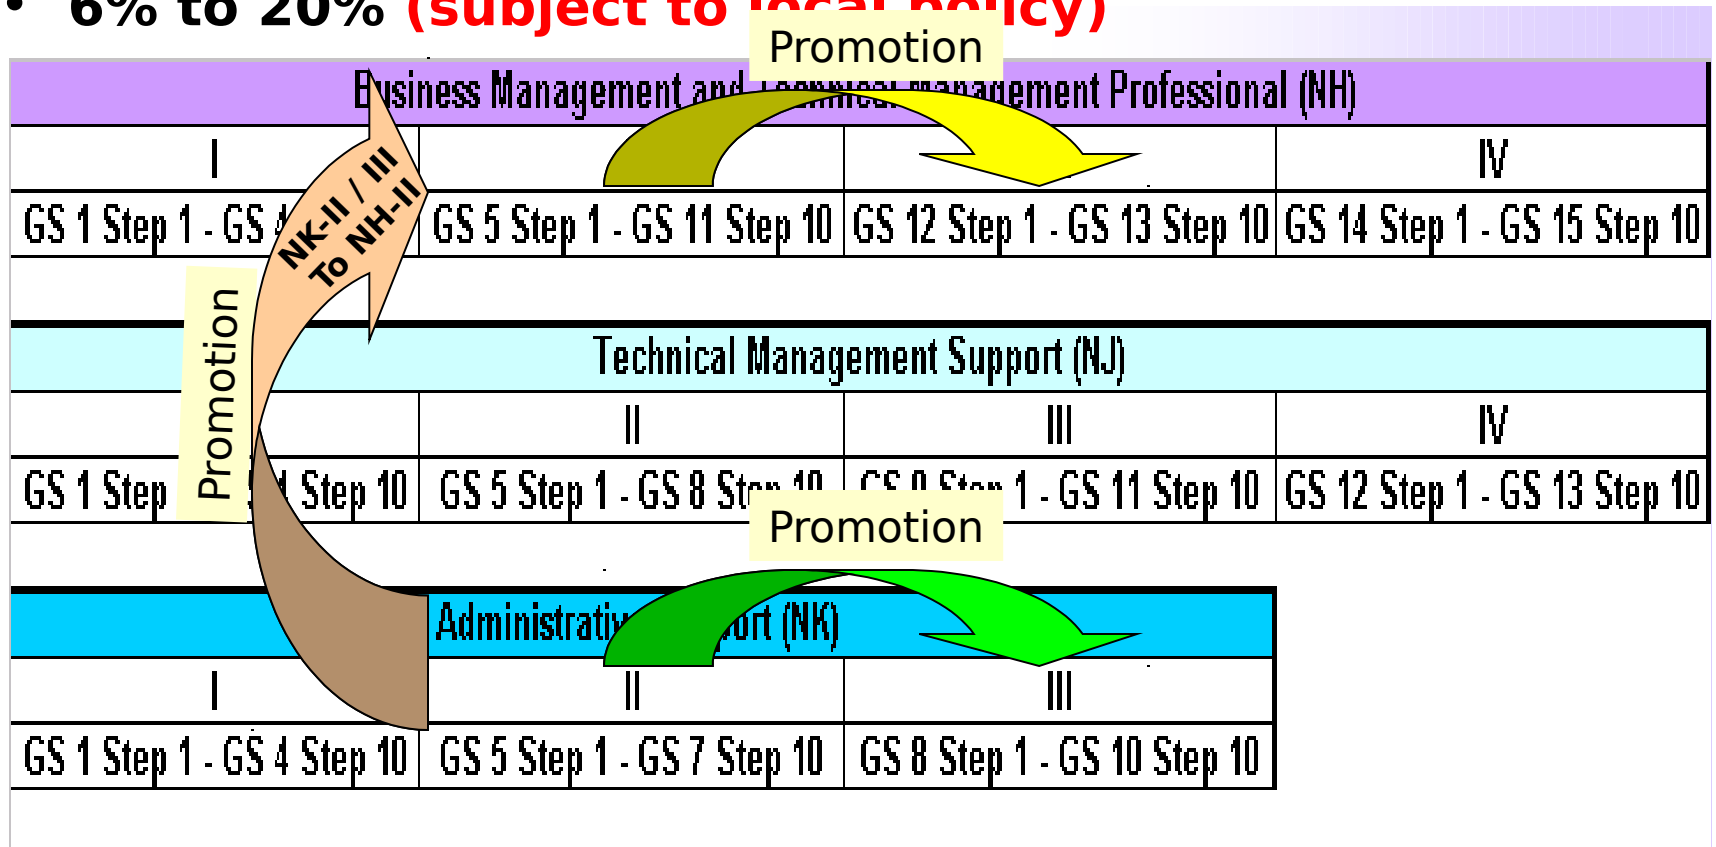 • 6% to 20% (subject to local policy)
Promotion
Business Management and Technical Management Professional (NH)
I IV
GS 1 Step 1 - GS 4 GS 5 Step 1 - GS 11 Step 10 GS 12 Step 1 - GS 13 Step 10 GS 14 Step 1 - GS 15 Step 10
NK-II / III
To NH-II
Promotion
Technical Management Support (NJ)
II III IV
GS 1 Step 4 Step 10 GS 5 Step 1 - GS 8 Step 10 GS 9 Step 1 - GS 11 Step 10 GS 12 Step 1 - GS 13 Step 10
Promotion
Administrative Support (NK)
I II III
GS 1 Step 1 - GS 4 Step 10 GS 5 Step 1 - GS 7 Step 10 GS 8 Step 1 - GS 10 Step 10